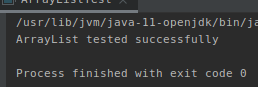 ArrayListTest
/usr/lib/jvm/java-11-openjdk/bin/ja
ArrayList tested successfully
Process finished with exit code 0